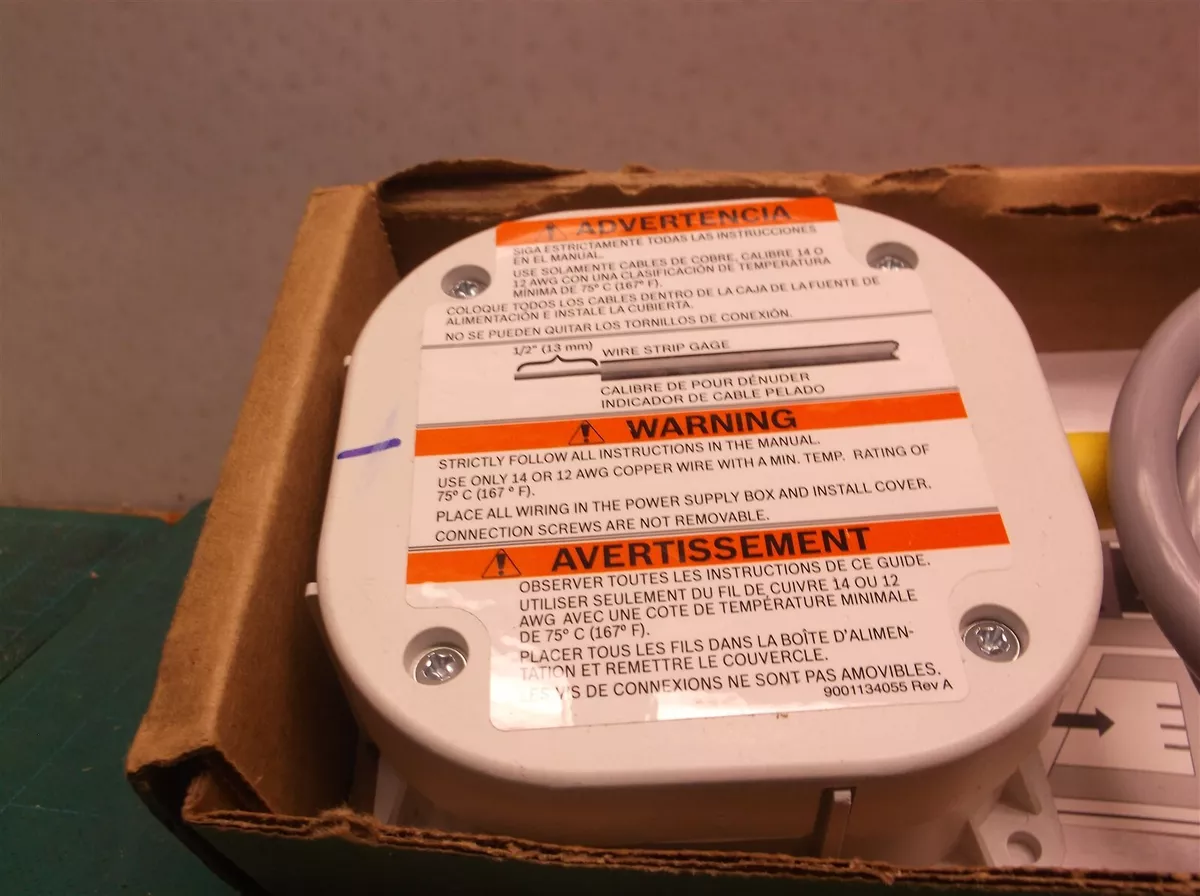 ADVERTENCIA
SIGA ESTRICTAMENTE TODAS LAS INSTRUCCIONES
EN EL MANUAL.
USE SOLAMENTE CABLES DE COBRE, CALIBRE 14 O
12 AWG CON UNA CLASIFICACIÓN DE TEMPERATURA
MÍNIMA DE 75º C (167º F).
COLOQUE TODOS LOS CABLES DENTRO DE LA CAJA DE LA FUENTE DE
ALIMENTACIÓN E INSTALE LA CUBIERTA.
NO SE PUEDEN QUITAR LOS TORNILLOS DE CONEXIÓN.
1/2" (13 mm) WIRE STRIP GAGE
CALIBRE DE POUR DÉNUDER
INDICADOR DE CABLE PELADO
WARNING
STRICTLY FOLLOW ALL INSTRUCTIONS IN THE MANUAL.
USE ONLY 14 OR 12 AWG COPPER WIRE WITH A MIN. TEMP. RATING OF
75º C (167 º F).
PLACE ALL WIRING IN THE POWER SUPPLY BOX AND INSTALL COVER.
CONNECTION SCREWS ARE NOT REMOVABLE.
AVERTISSEMENT
OBSERVER TOUTES LES INSTRUCTIONS DE CE GUIDE.
UTILISER SEULEMENT DU FIL DE CUIVRE 14 OU 12
AWG AVEC UNE COTE DE TEMPÉRATURE MINIMALE
DE 75º C (167º F).
PLACER TOUS LES FILS DANS LA BOÎTE D'ALIMEN-
TATION ET REMETTRE LE COUVERCLE.
LES V'S DE CONNEXIONS NE SONT PAS AMOVIBLES.
9001134055 Rev A